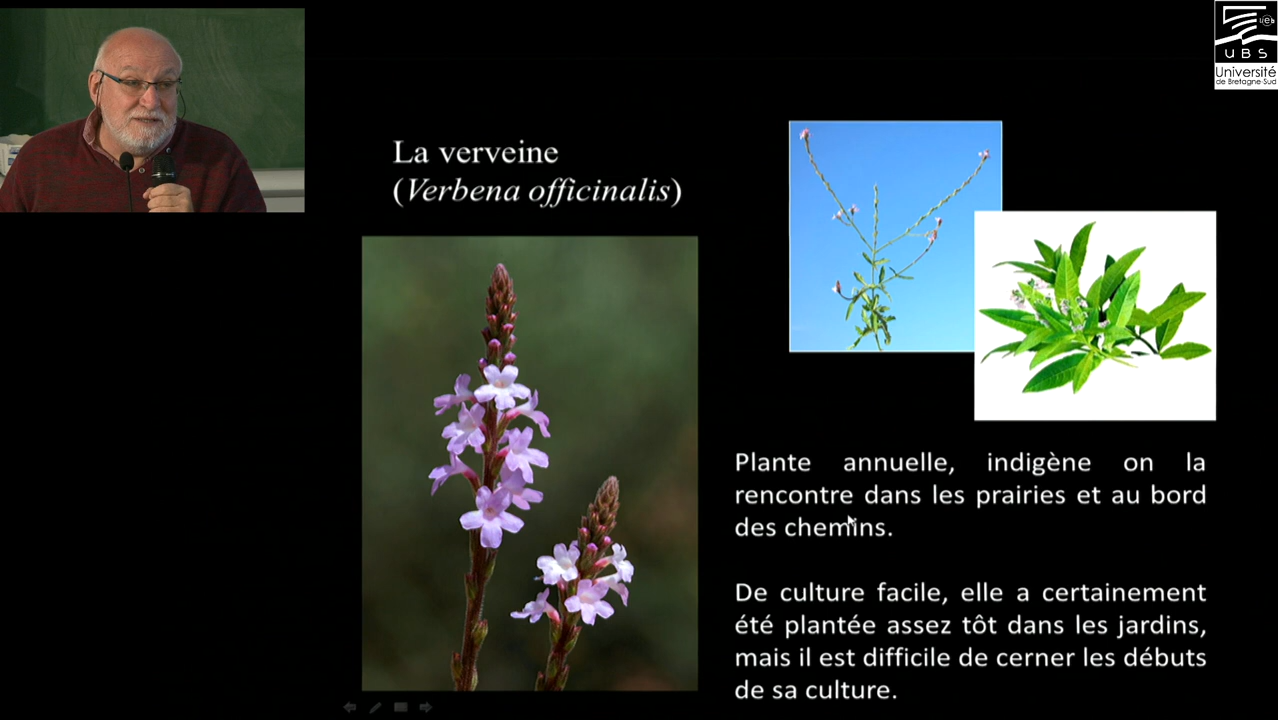 UBS
Université
de Bretagne-Sud
La verveine
(Verbena officinalis)
Plante annuelle, indigène on la
rencontre dans les prairies et au bord
des chemins.
De culture facile, elle a certainement
été plantée assez tôt dans les jardins,
mais il est difficile de cerner les débuts
de sa culture.